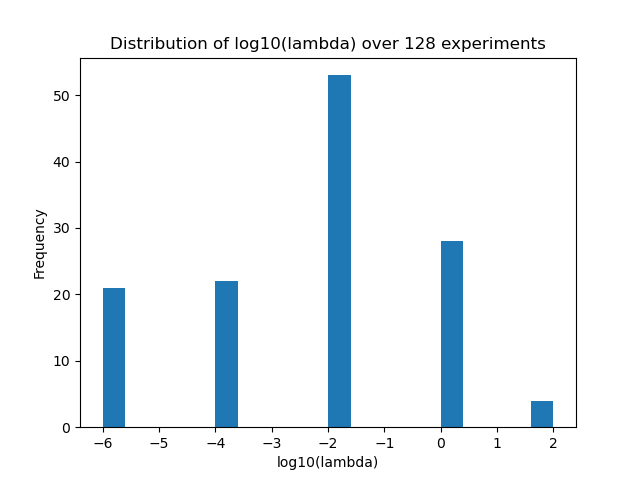 Distribution of log10(lambda) over 128 experiments
Frequency
50
40
30
20
10
0
−6 −5 −4 −3 −2 −1 0 1 2
log10(lambda)